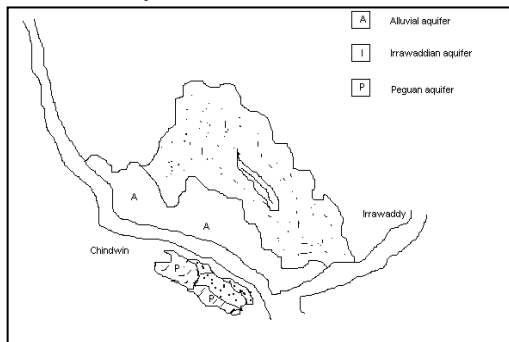 A Alluvial aquifer
I Irrawaddian aquifer
P Peguan aquifer
I
I
I
A
A
Irrawaddy
Chindwin
P
P